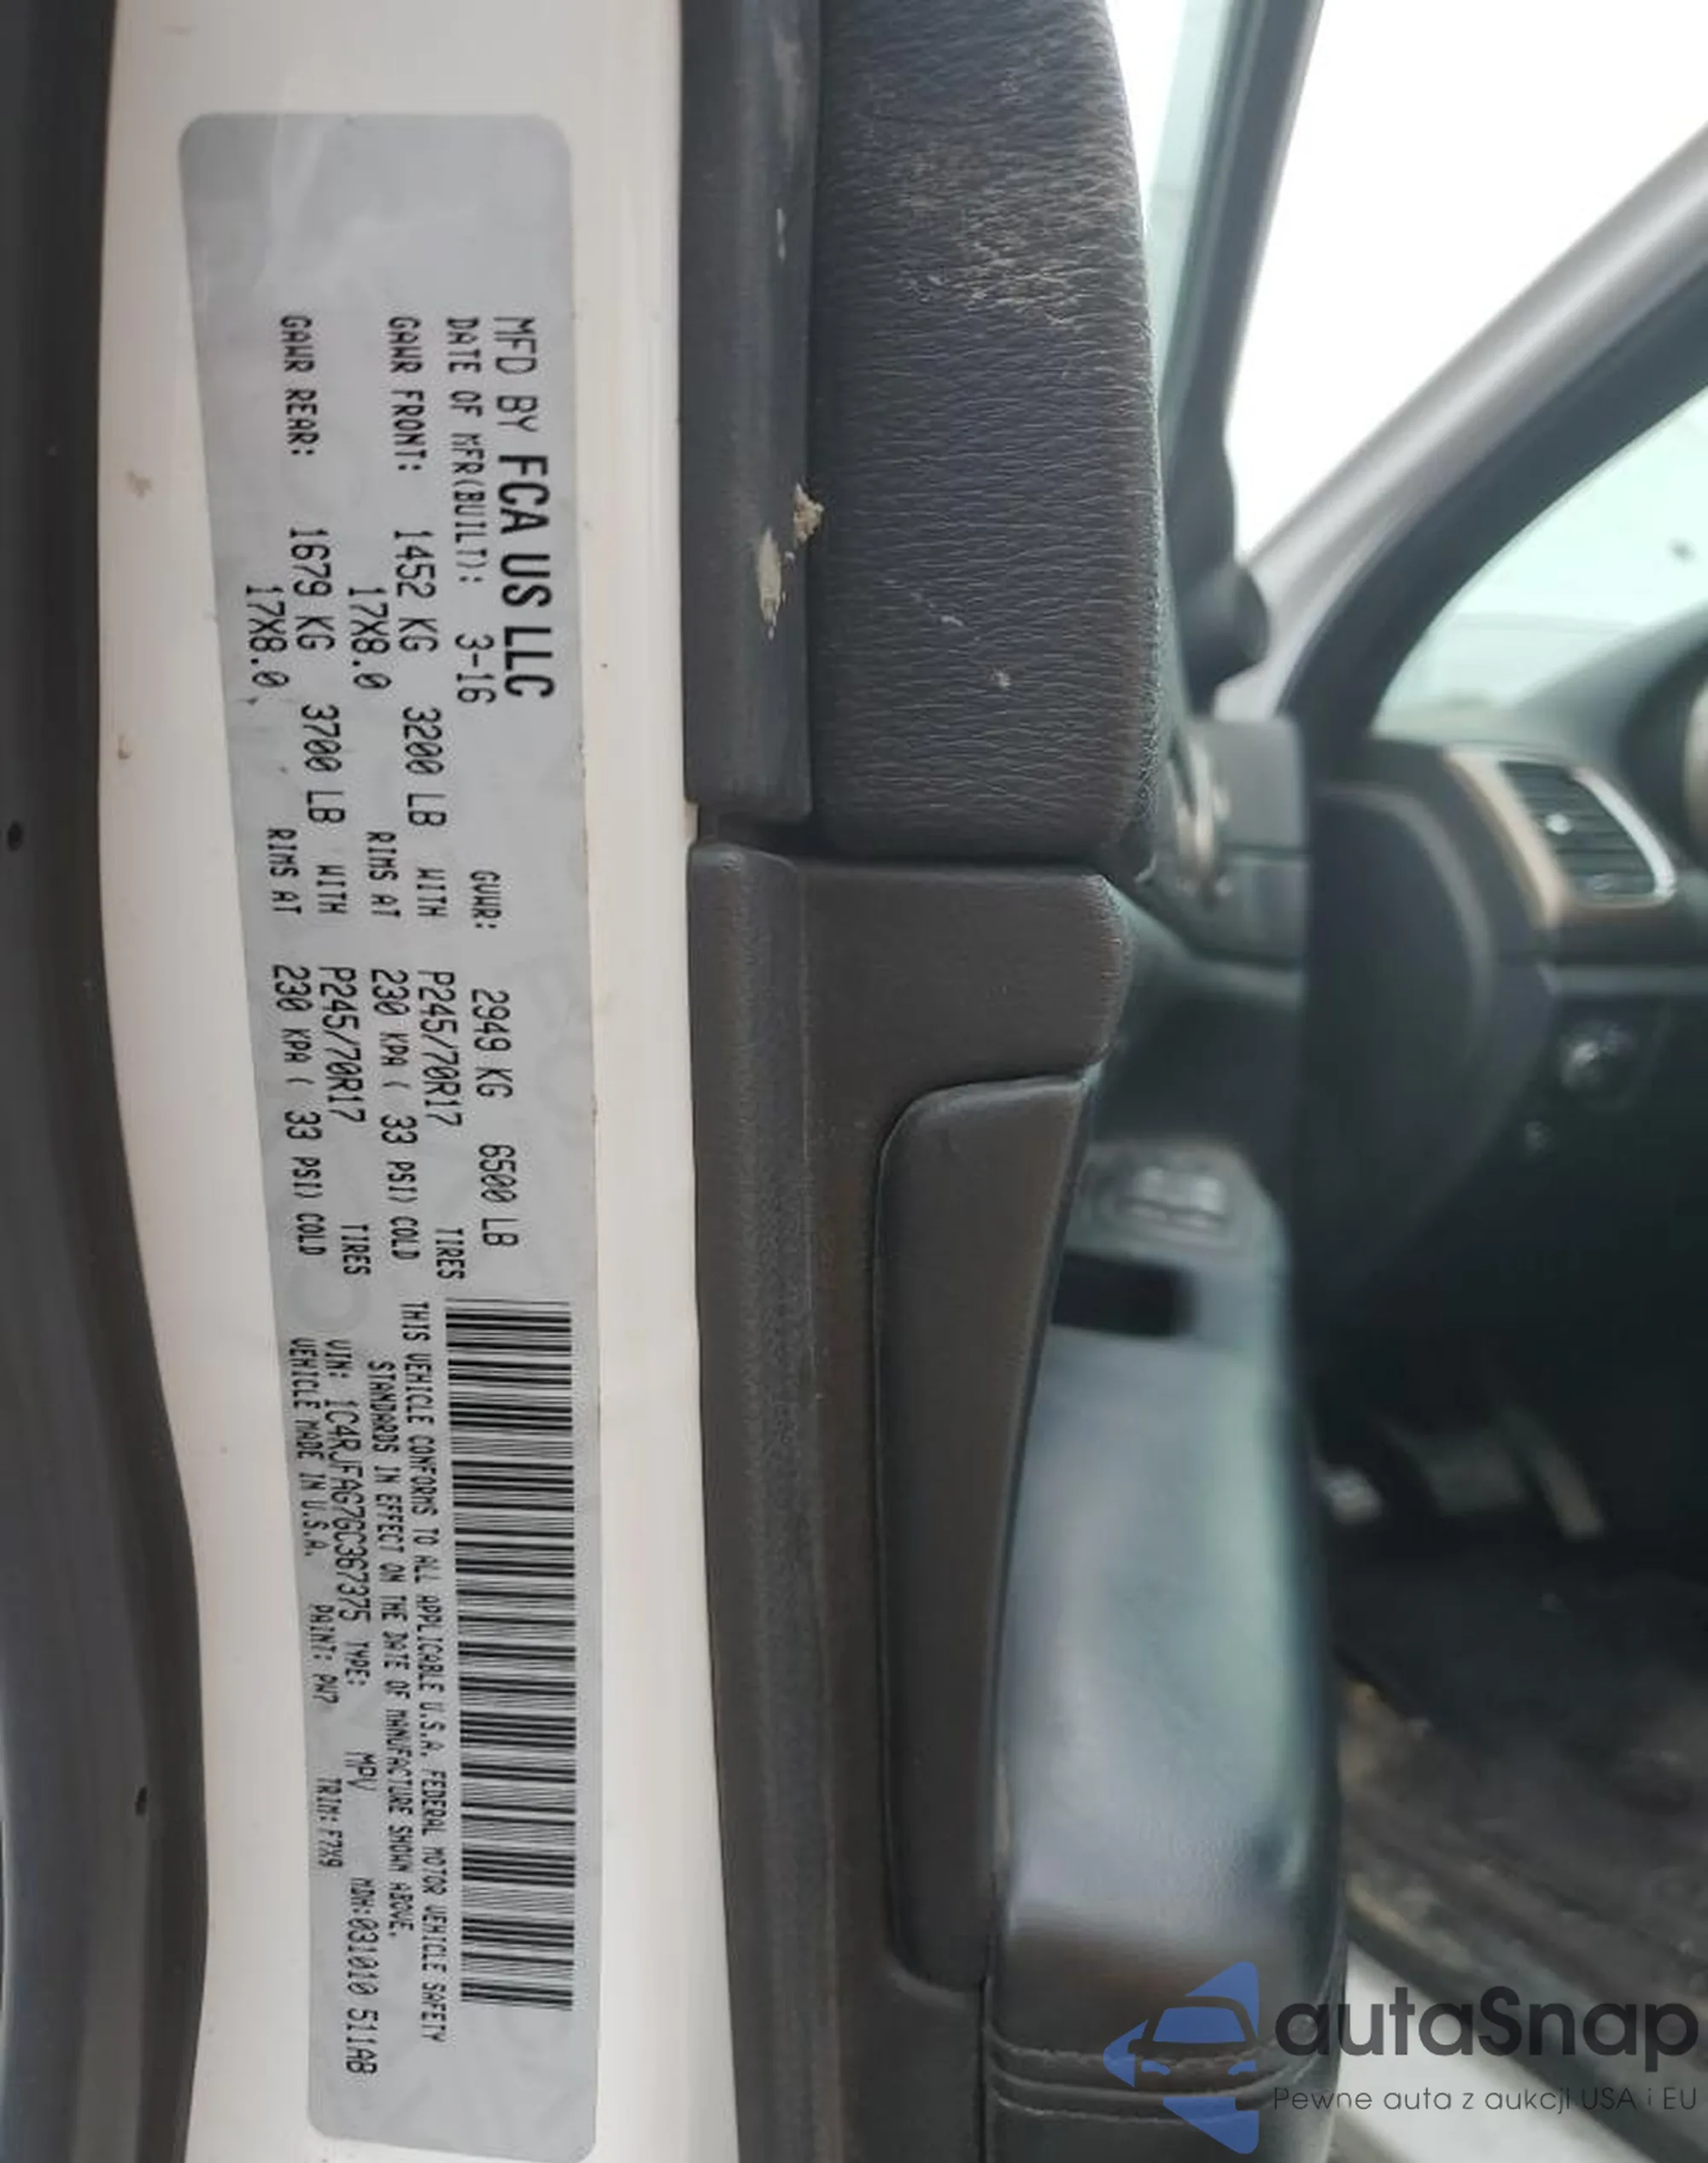 MFD BY FCA US LLC
DATE OF MFR(BUILT): 3-16 GVWR: 2949 KG 6500 LB
GAWR FRONT: 1452 KG 3200 LB WITH P245/70R17 TIRES
17X8.0 RIMS AT 230 KPA ( 33 PSI) COLD
GAWR REAR: 1679 KG 3700 LB WITH P245/70R17 TIRES
17X8.0 RIMS AT 230 KPA ( 33 PSI) COLD
THIS VEHICLE CONFORMS TO ALL APPLICABLE U.S.A. FEDERAL MOTOR VEHICLE SAFETY
STANDARDS IN EFFECT ON THE DATE OF MANUFACTURE SHOWN ABOVE.
VIN: 1C4RJFAG7GC367375 TYPE: MPV MDH:031010 511AB
VEHICLE MADE IN U.S.A. PAINT: PW7 TRIM: F7X9
autaSnap
Pewne auta z aukcji USA i EU